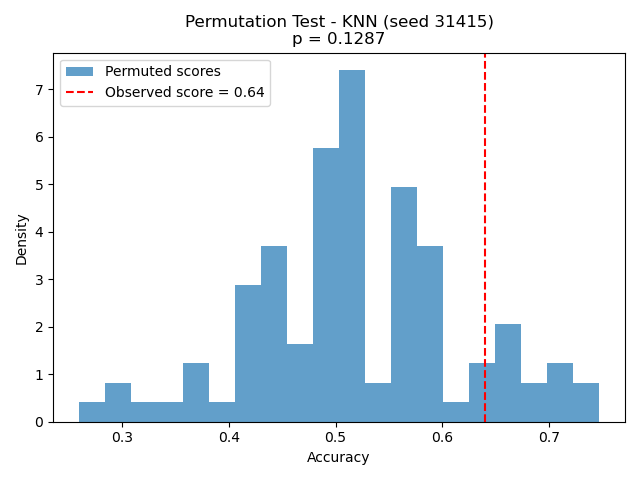 Permutation Test - KNN (seed 31415)
p = 0.1287
Permuted scores
Observed score = 0.64
7
6
5
4
3
2
1
0
Density
0.3 0.4 0.5 0.6 0.7
Accuracy